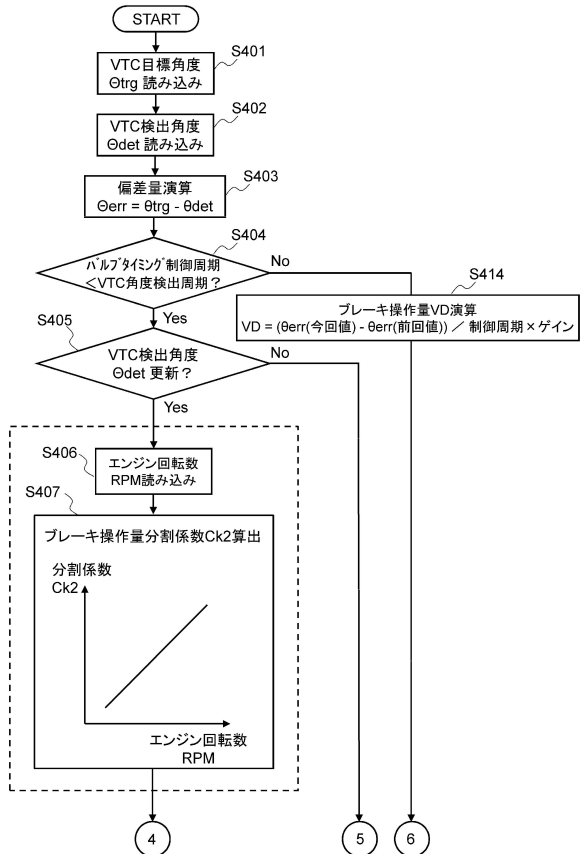 START
S401
VTC目標角度
Θtrg 読み込み
S402
VTC検出角度
Θdet 読み込み
S403
偏差量演算
Θerr = θtrg - θdet
S404
バルブタイミング制御周期
<VTC角度検出周期?
No
Yes
S414
ブレーキ操作量VD演算
VD = (θerr(今回値) - θerr(前回値)) / 制御周期×ゲイン
S405
VTC検出角度
Θdet 更新?
No
Yes
S406
エンジン回転数
RPM読み込み
S407
ブレーキ操作量分割係数Ck2算出
分割係数
Ck2
エンジン回転数
RPM
4
5
6